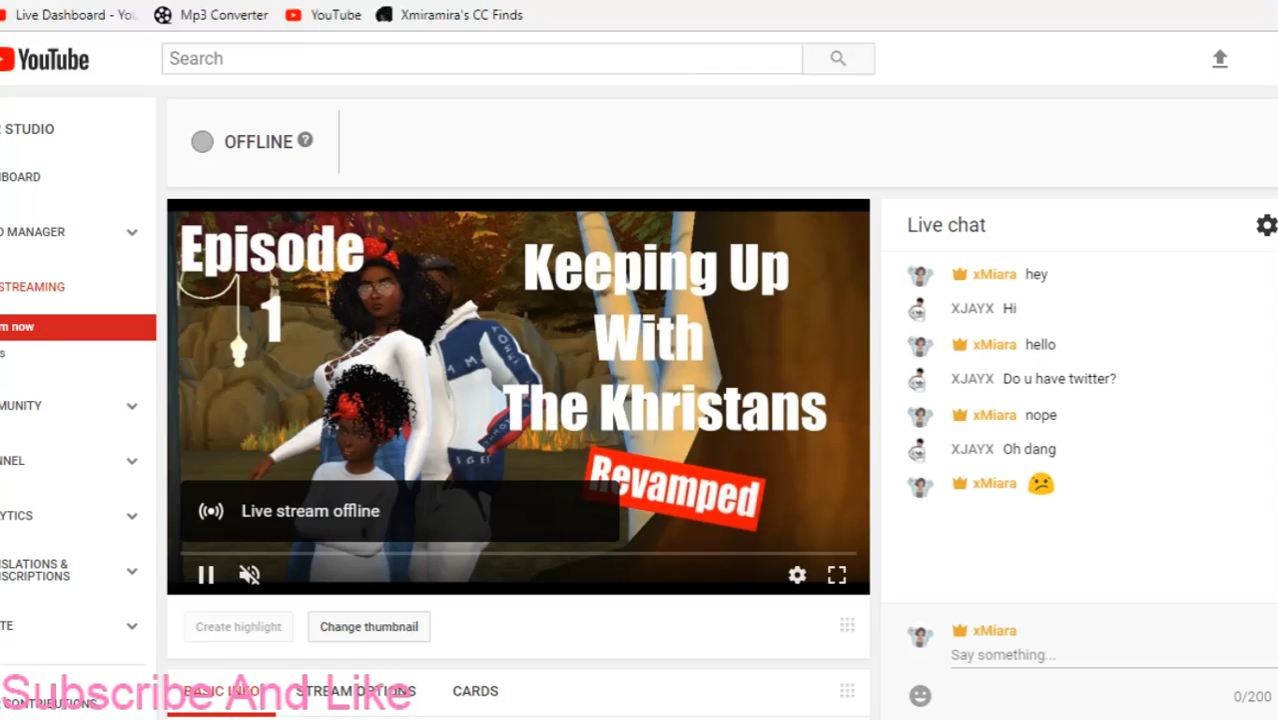 Live Dashboard - You
Mp3 Converter
YouTube
Xmiramira's CC Finds
YouTube
Search
R STUDIO
BOARD
O MANAGER
STREAMING
m now
s
MUNITY
NNEL
YTICS
SLATIONS &
NSCRIPTIONS
TE
CONTRIBUTIONS
OFFLINE ?
Episode
1
Keeping Up
With
The Khristans
Revamped
Live stream offline
Create highlight
Change thumbnail
BASIC INFO
STREAM OPTIONS
CARDS
Subscribe And Like
Live chat
xMiara hey
XJAYX Hi
xMiara hello
XJAYX Do u have twitter?
xMiara nope
XJAYX Oh dang
xMiara 😕
xMiara
Say something...
0/200